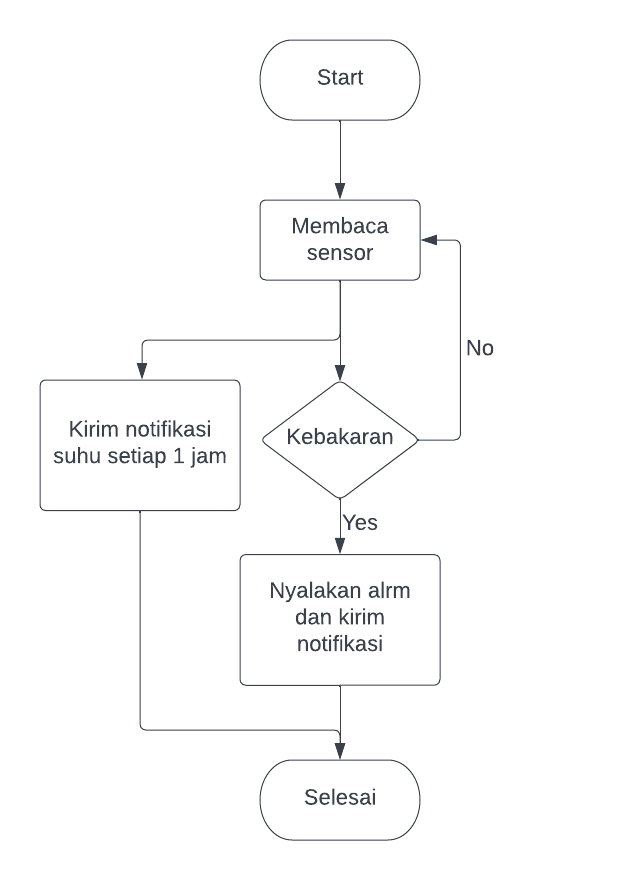 Start
Membaca
sensor
No
Kirim notifikasi
suhu setiap 1 jam
Kebakaran
Yes
Nyalakan alrm
dan kirim
notifikasi
Selesai